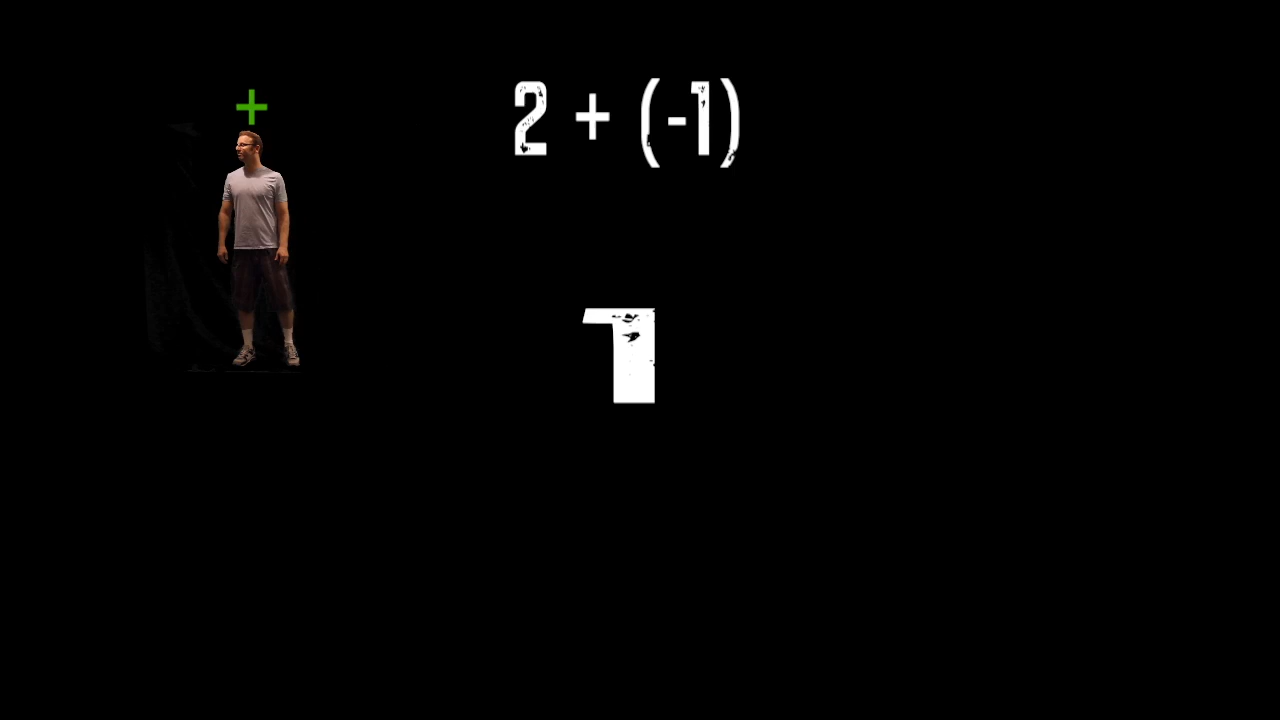 +
2 + (-1)
1